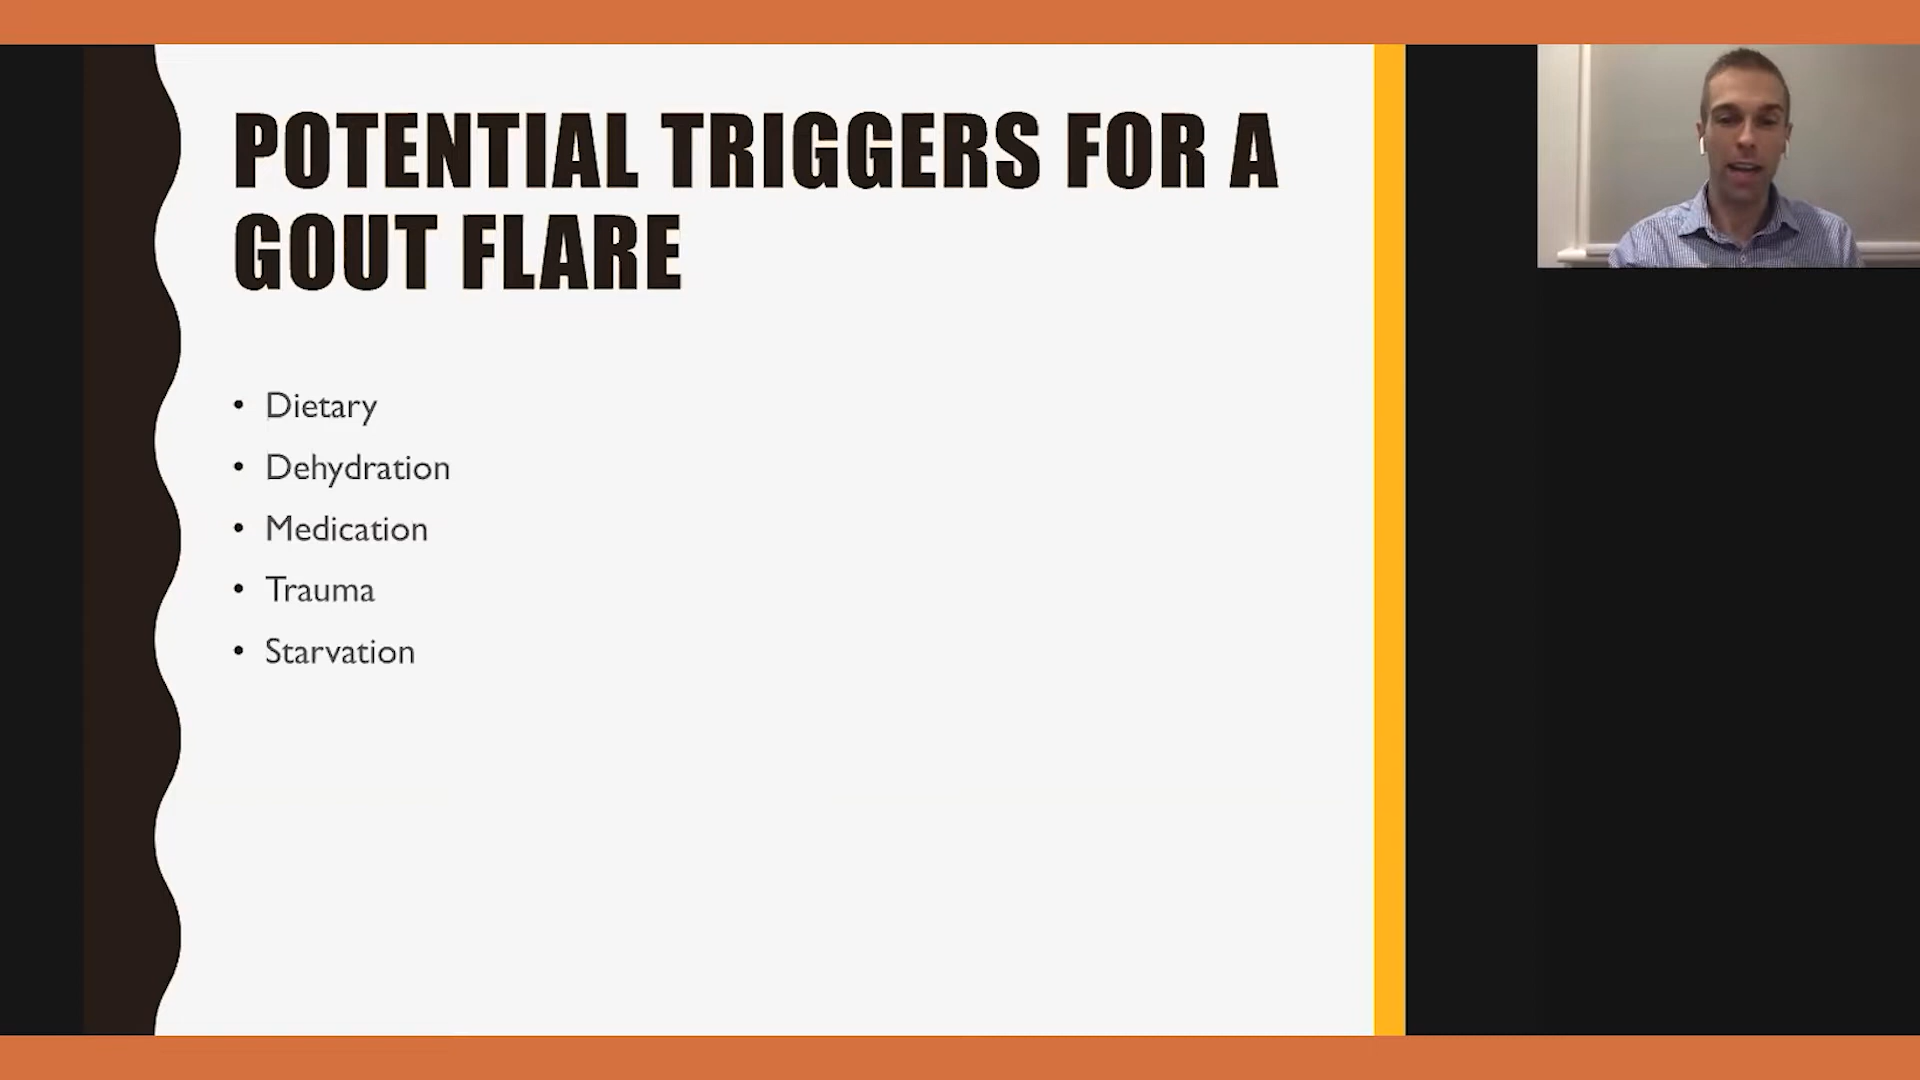 POTENTIAL TRIGGERS FOR A
GOUT FLARE
• Dietary
• Dehydration
• Medication
• Trauma
• Starvation